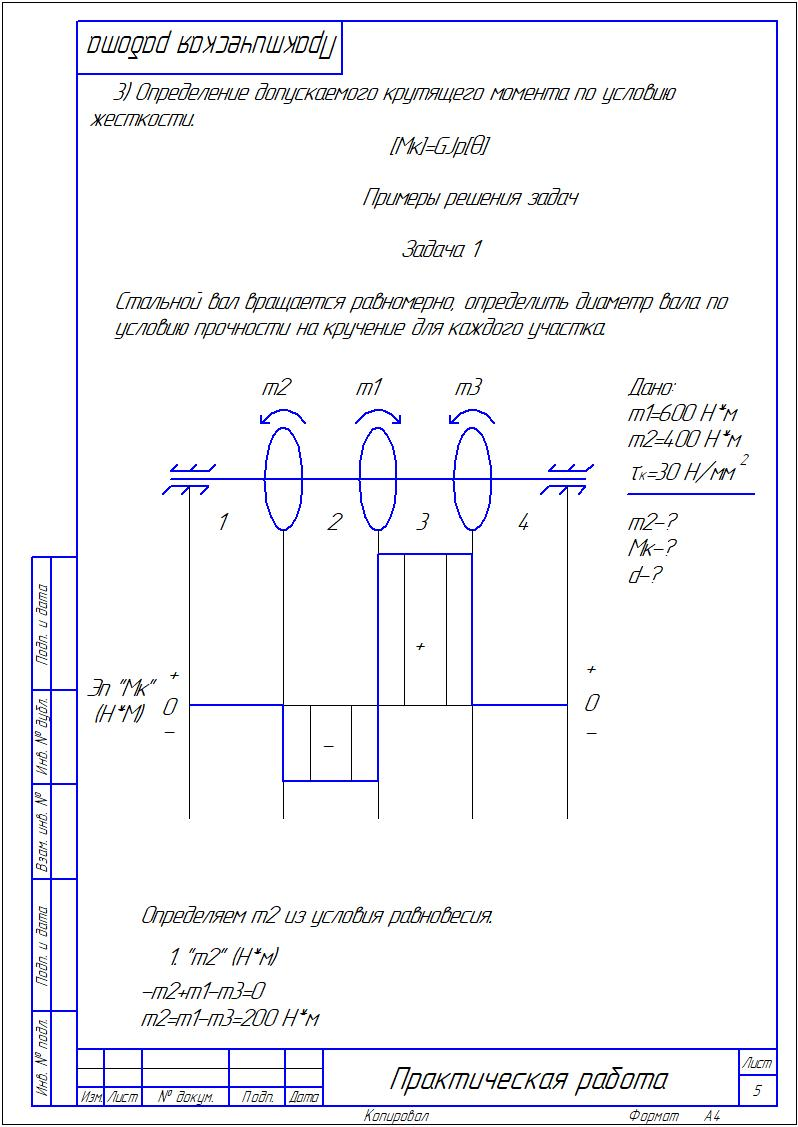 Практическая работа
3) Определение допускаемого крутящего момента по условию
жесткости.
[Мк]=GJp[θ]
Примеры решения задач
Задача 1
Стальной вал вращается равномерно, определить диаметр вала по
условию прочности на кручение для каждого участка.
m2 m1 m3
1 2 3 4
Дано:
m1=600 Н*м
m2=400 Н*м
τк=30 Н/мм²
m2-?
Мк-?
d-?
Эп "Мк"
(Н*М)
+
0
-
+
-
+
0
-
Определяем m2 из условия равновесия.
1. "m2" (Н*м)
-m2+m1-m3=0
m2=m1-m3=200 Н*м
Подп. и дата
Инв. № дубл.
Взам. инв. №
Подп. и дата
Инв. № подл.
Изм. Лист № докум. Подп. Дата
Практическая работа
Лист
5
Копировал Формат А4